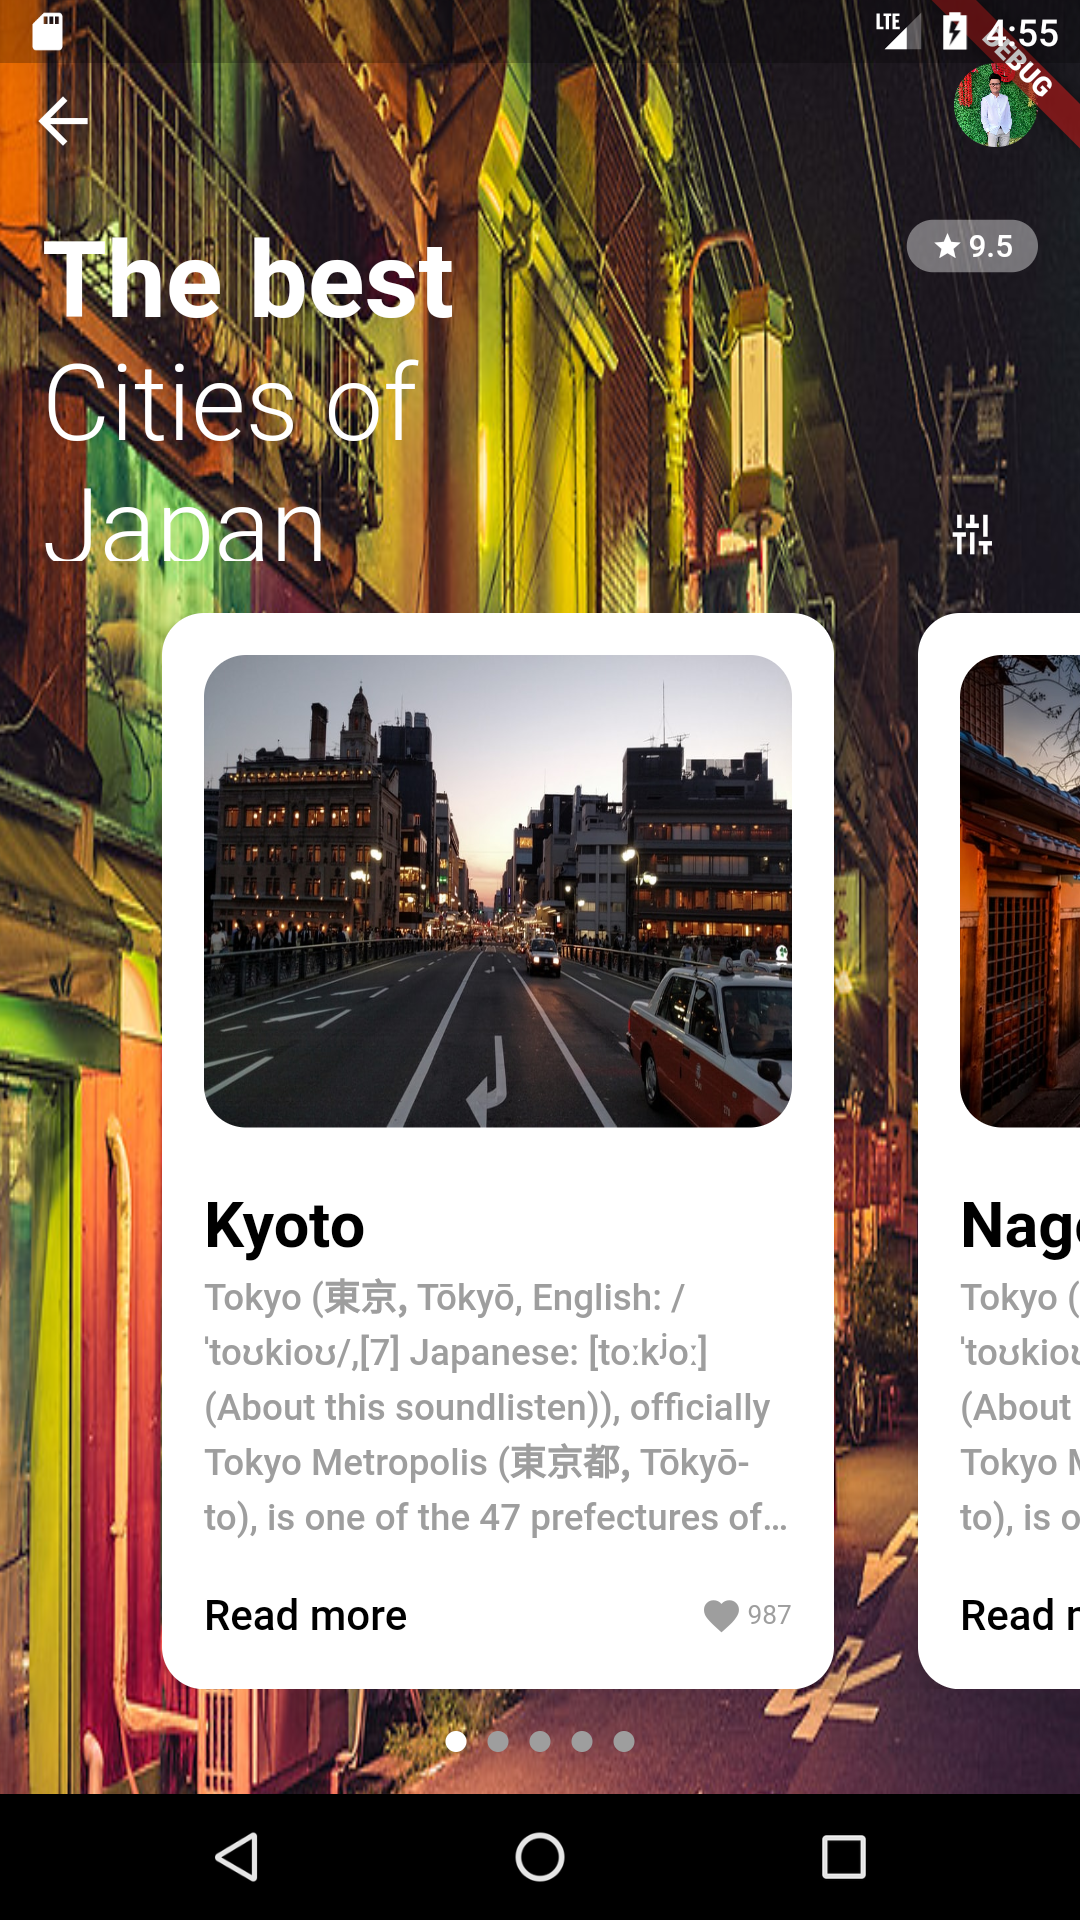 LTE 4:55
DEBUG
The best
9.5
Cities of
Japan
Kyoto
Tokyo (東京, Tōkyō, English: /
ˈtoʊkioʊ/,[7] Japanese: [toːkʲoː]
(About this soundlisten)), officially
Tokyo Metropolis (東京都, Tōkyō-
to), is one of the 47 prefectures of…
Read more
987
Nag
Tokyo (
ˈtoʊkioʊ
(About
Tokyo M
to), is o
Read m